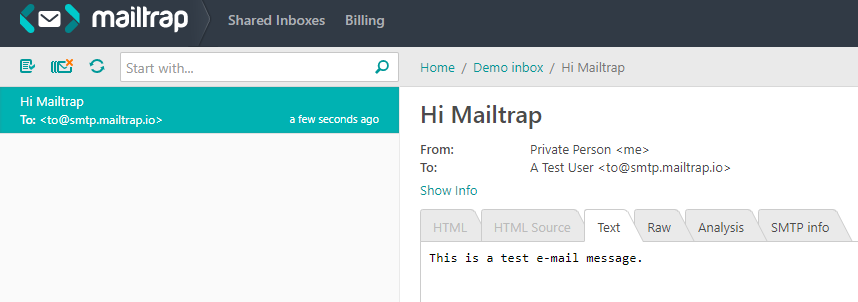 mailtrap
Shared Inboxes
Billing
Start with...
Home / Demo inbox / Hi Mailtrap
Hi Mailtrap
To: <to@smtp.mailtrap.io>
a few seconds ago
Hi Mailtrap
From: Private Person <me>
To: A Test User <to@smtp.mailtrap.io>
Show Info
HTML
HTML Source
Text
Raw
Analysis
SMTP info
This is a test e-mail message.